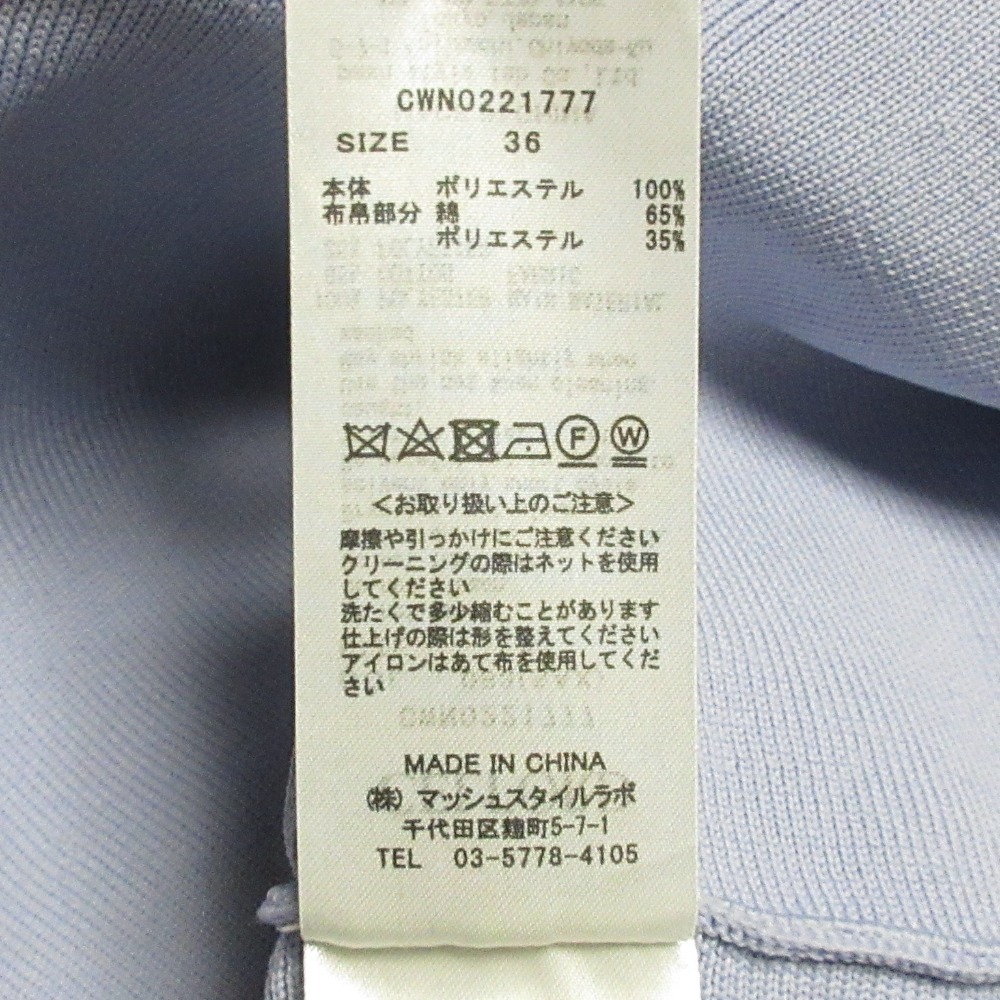 CWNO221777
SIZE 36
本体 ポリエステル 100%
布帛部分 綿 65%
ポリエステル 35%
F W
<お取り扱い上のご注意>
摩擦や引っかけにご注意ください
クリーニングの際はネットを使用
してください
洗たくで多少縮むことがあります
仕上げの際は形を整えてください
アイロンはあて布を使用してくだ
さい
MADE IN CHINA
(株) マッシュスタイルラボ
千代田区麹町5-7-1
TEL 03-5778-4105